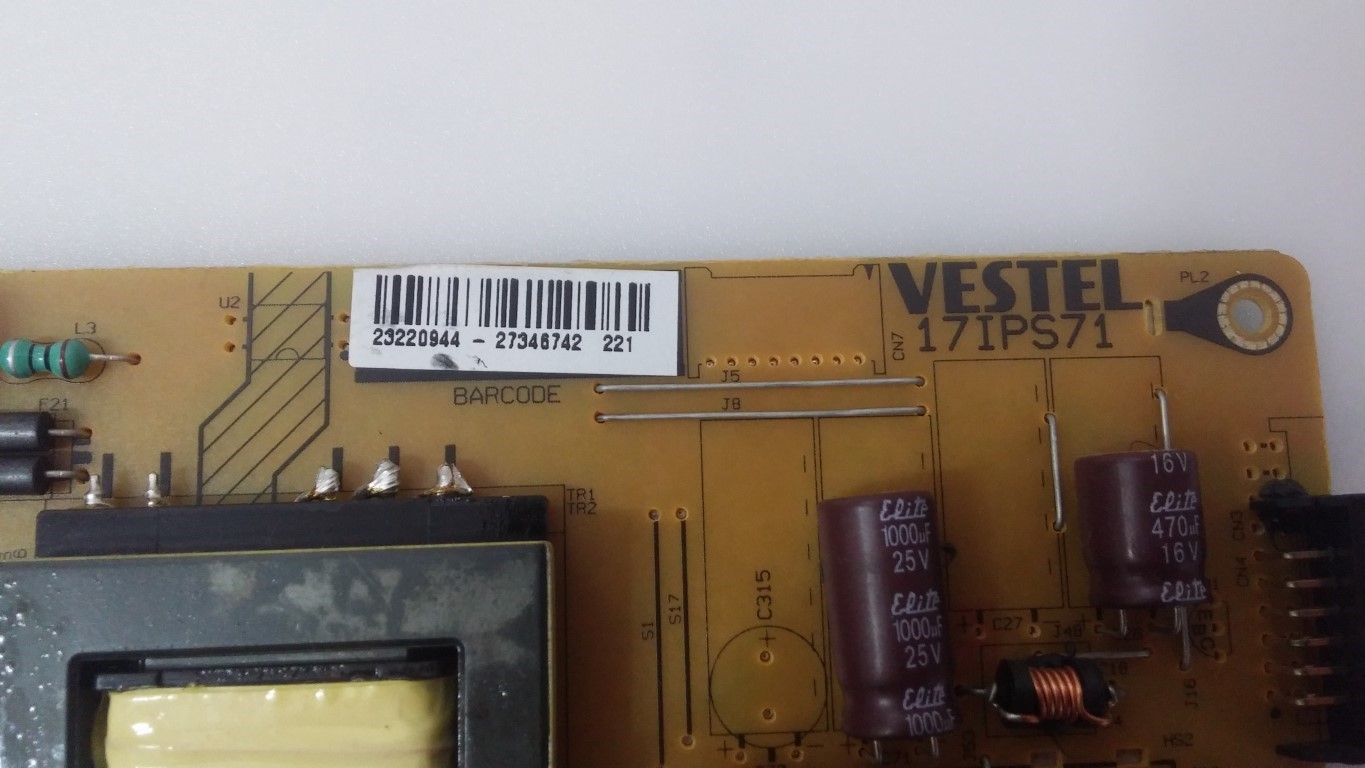 VESTEL
17IPS71
PL2
U2
L3
23220944 - 27346742 221
CN7
BARCODE
J5
J8
F21
TR1
TR2
16V
Elite
470uF
16V
Elite
Elite
1000uF
25V
Elite
1000uF
25V
Elite
1000uF
CN3
CN4
C315
S1
S17
C27
J16
HS2